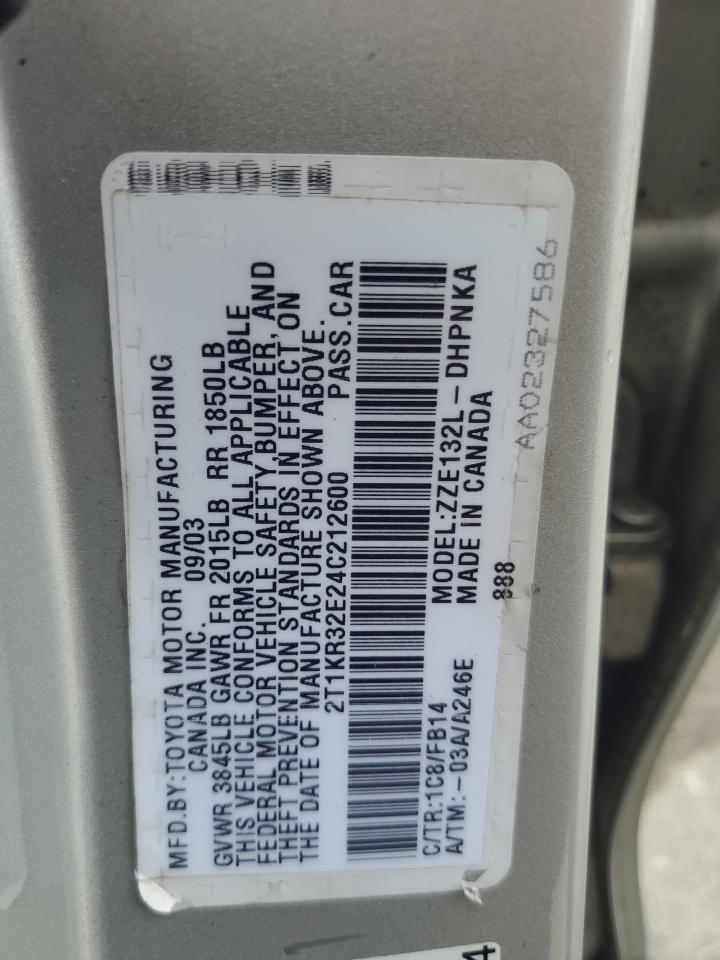 MFD.BY:TOYOTA MOTOR MANUFACTURING
CANADA INC. 09/03
GVWR 3845LB GAWR FR 2015LB RR 1850LB
THIS VEHICLE CONFORMS TO ALL APPLICABLE
FEDERAL MOTOR VEHICLE SAFETY,BUMPER, AND
THEFT PREVENTION STANDARDS IN EFFECT ON
THE DATE OF MANUFACTURE SHOWN ABOVE.
2T1KR32E24C212600 PASS.CAR
C/TR:1C8/FB14 MODEL:ZZE132L-DHPNKA
A/TM:-03A/A246E MADE IN CANADA
888
AA02327586
4